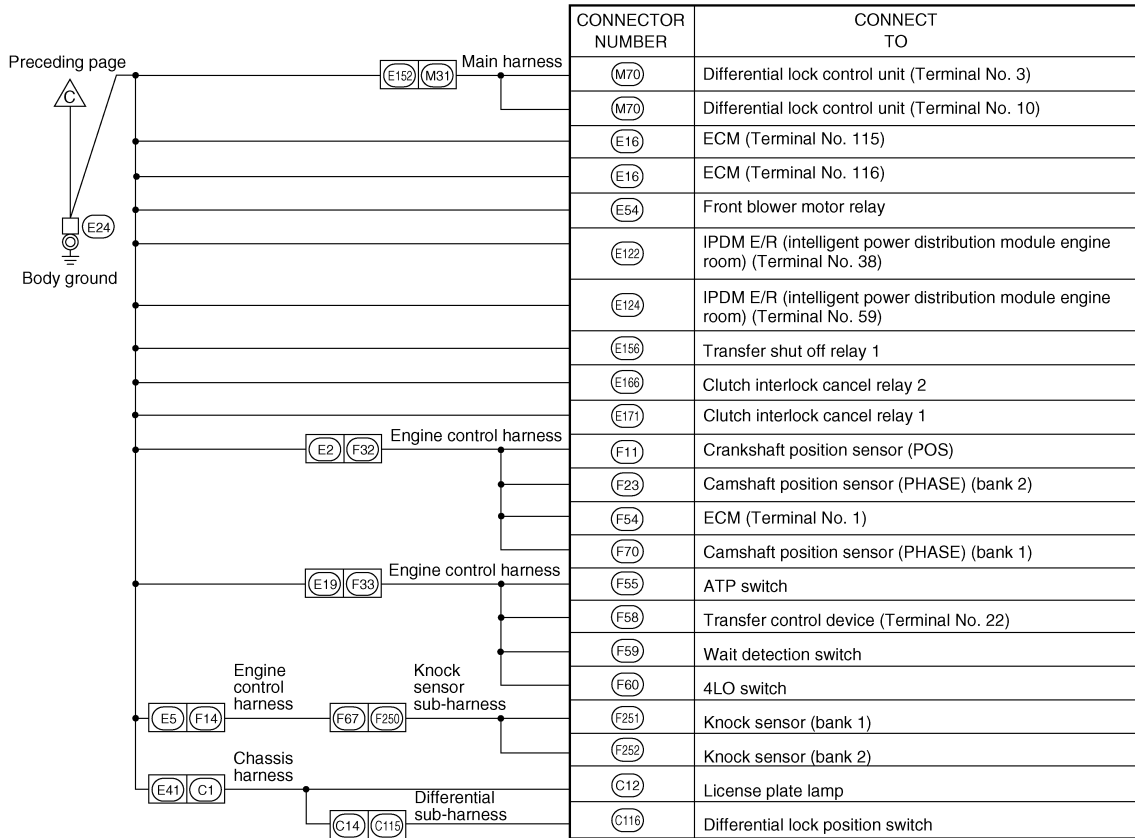 CONNECTOR NUMBER
CONNECT TO
Preceding page
C
E24
Body ground
E152 M31
Main harness
M70 Differential lock control unit (Terminal No. 3)
M70 Differential lock control unit (Terminal No. 10)
E16 ECM (Terminal No. 115)
E16 ECM (Terminal No. 116)
E54 Front blower motor relay
E122 IPDM E/R (intelligent power distribution module engine
room) (Terminal No. 38)
E124 IPDM E/R (intelligent power distribution module engine
room) (Terminal No. 59)
E156 Transfer shut off relay 1
E166 Clutch interlock cancel relay 2
E171 Clutch interlock cancel relay 1
E2 F32
Engine control harness
F11 Crankshaft position sensor (POS)
F23 Camshaft position sensor (PHASE) (bank 2)
F54 ECM (Terminal No. 1)
F70 Camshaft position sensor (PHASE) (bank 1)
E19 F33
Engine control harness
F55 ATP switch
F58 Transfer control device (Terminal No. 22)
F59 Wait detection switch
F60 4LO switch
Engine
control
harness
Knock
sensor
sub-harness
E5 F14
F67 F250
F251 Knock sensor (bank 1)
F252 Knock sensor (bank 2)
Chassis
harness
E41 C1
C12 License plate lamp
Differential
sub-harness
C14 C115
C116 Differential lock position switch